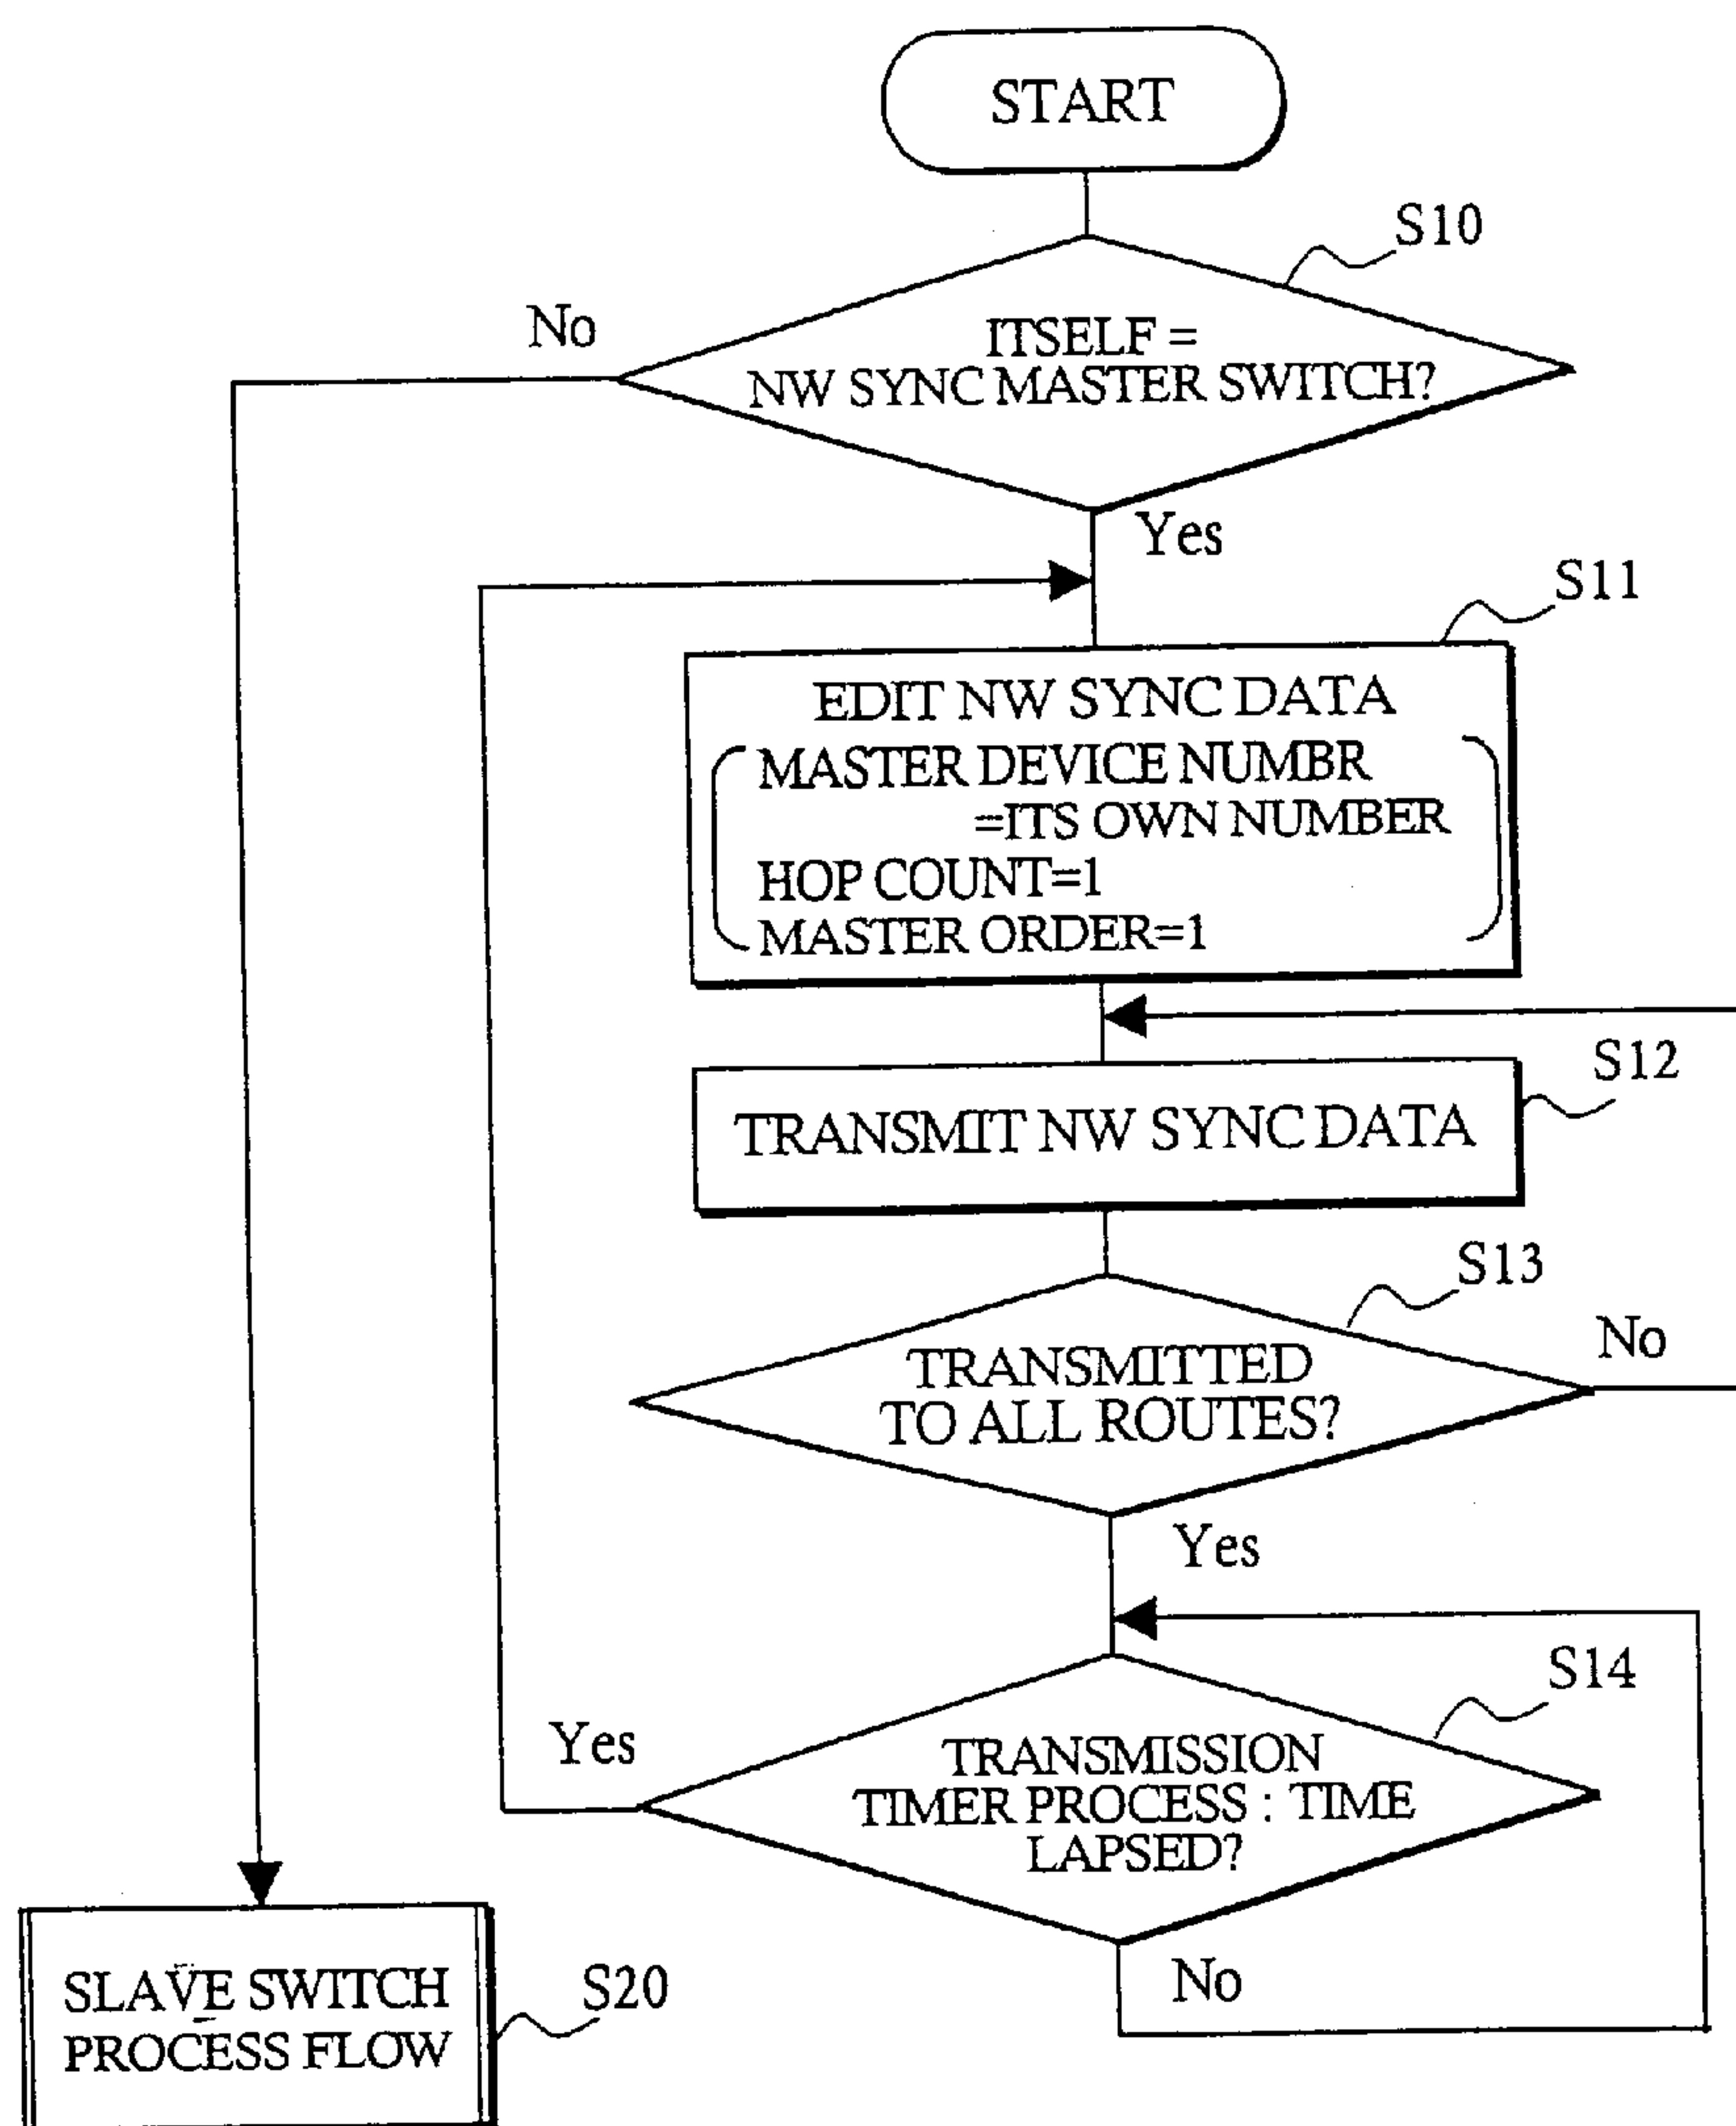 START
S10
No
ITSELF =
NW SYNC MASTER SWITCH?
Yes
S11
EDIT NW SYNC DATA
MASTER DEVICE NUMBR
=ITS OWN NUMBER
HOP COUNT=1
MASTER ORDER=1
S12
TRANSMIT NW SYNC DATA
S13
No
TRANSMITTED
TO ALL ROUTES?
Yes
S14
Yes
TRANSMISSION
TIMER PROCESS : TIME
LAPSED?
No
SLAVE SWITCH
PROCESS FLOW
S20